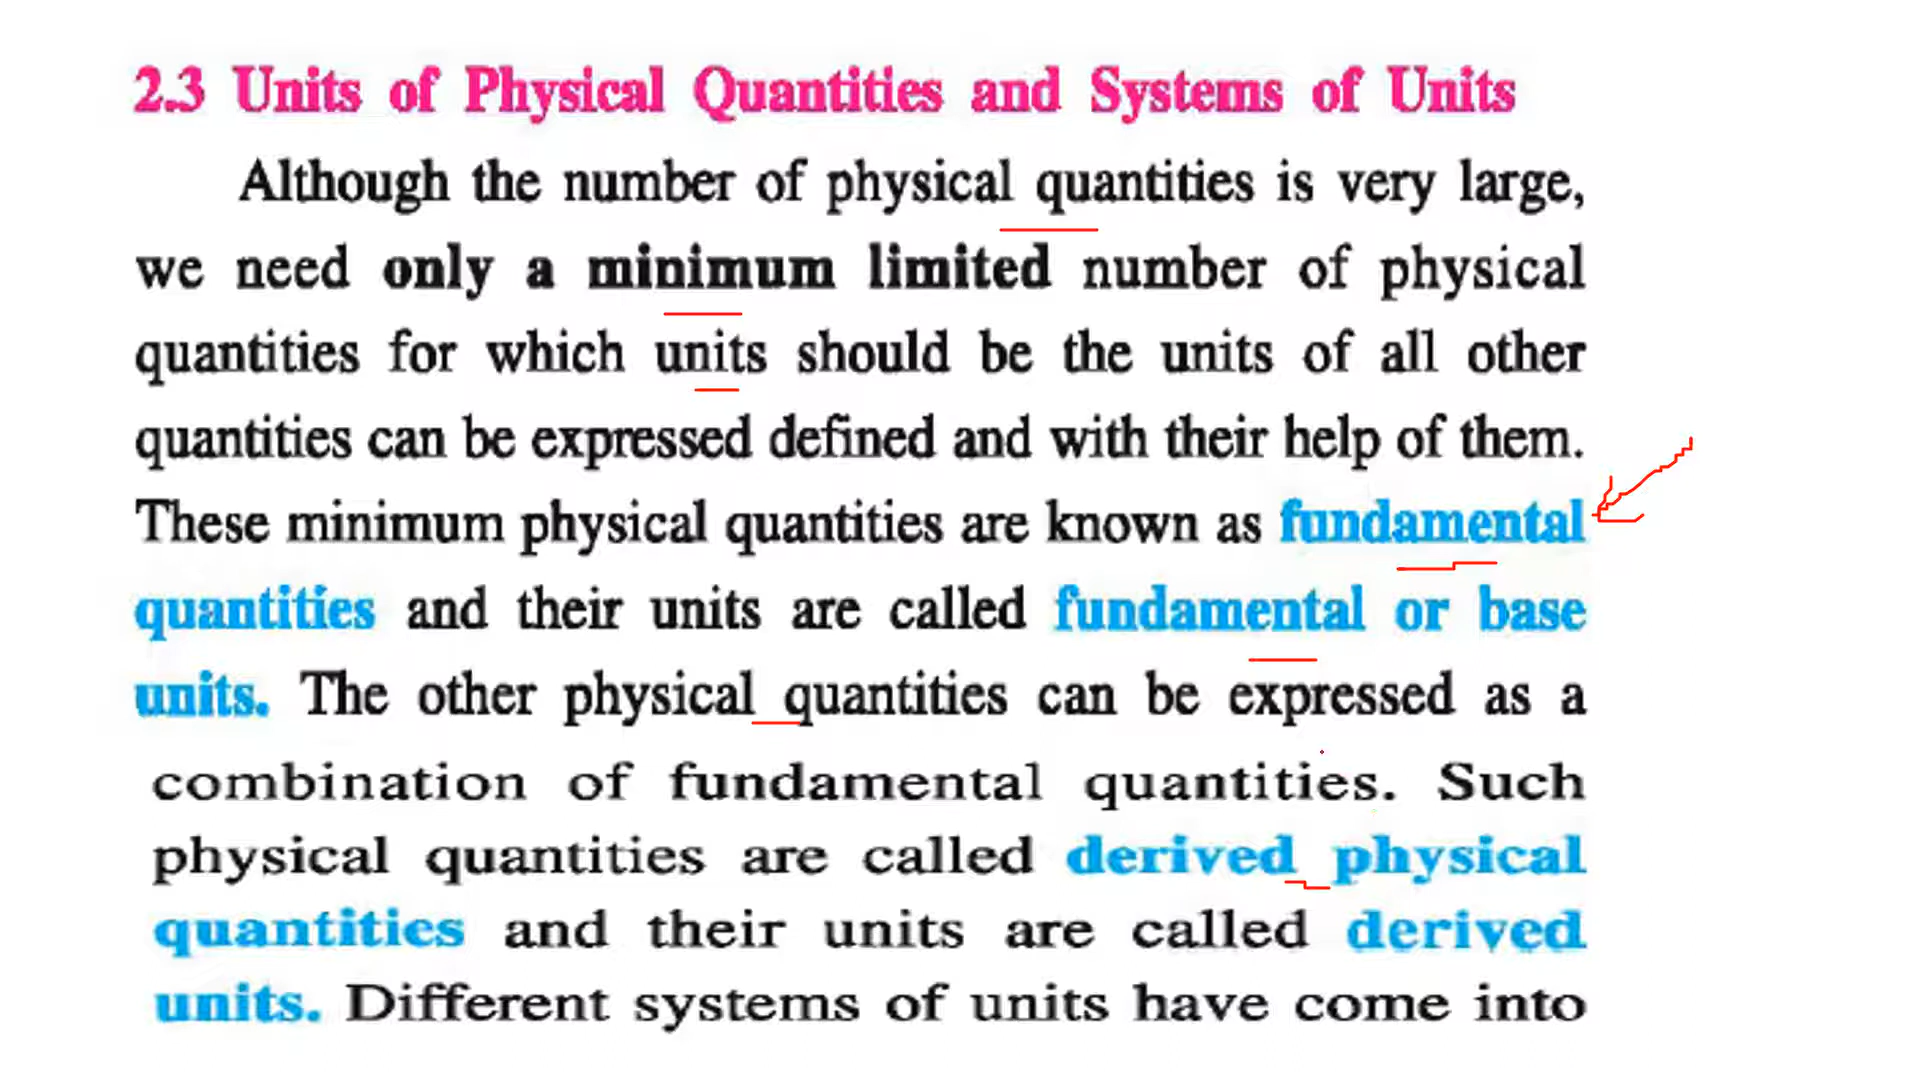 2.3 Units of Physical Quantities and Systems of Units
Although the number of physical quantities is very large,
we need only a minimum limited number of physical
quantities for which units should be the units of all other
quantities can be expressed defined and with their help of them.
These minimum physical quantities are known as fundamental
quantities and their units are called fundamental or base
units. The other physical quantities can be expressed as a
combination of fundamental quantities. Such
physical quantities are called derived physical
quantities and their units are called derived
units. Different systems of units have come into